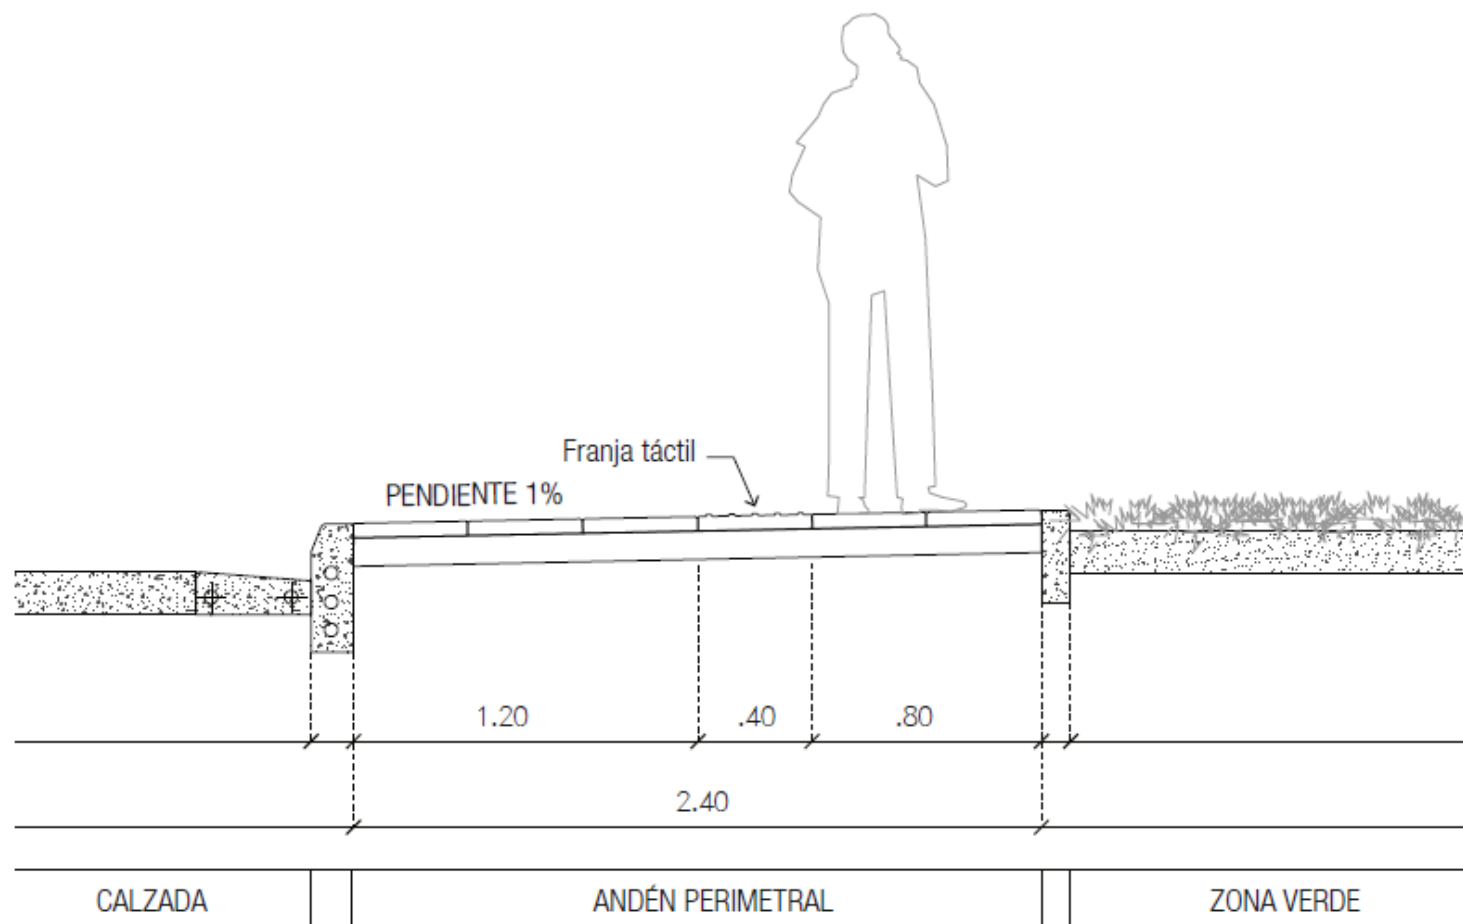 Franja táctil
PENDIENTE 1%
1.20
.40
.80
2.40
CALZADA
ANDÉN PERIMETRAL
ZONA VERDE